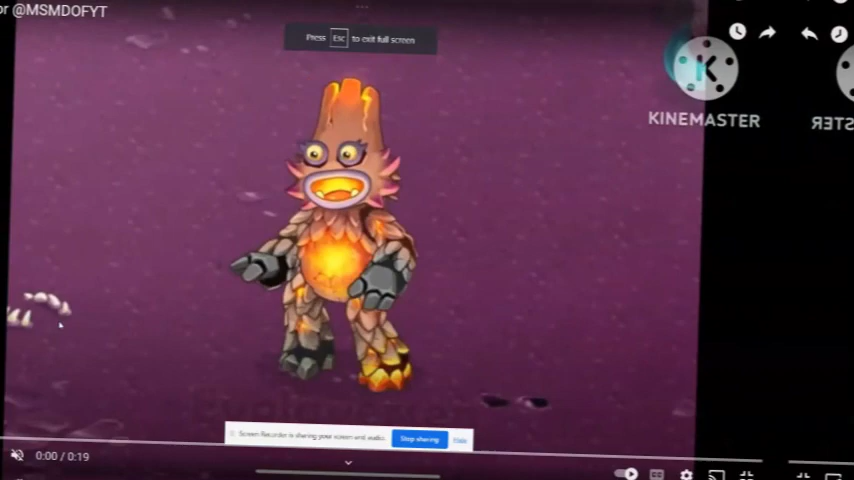 or @MSMDOFYT
Press Esc to exit full screen
KINEMASTER
Screen Recorder is sharing your screen and audio.
Stop sharing
Hide
0:00 / 0:19